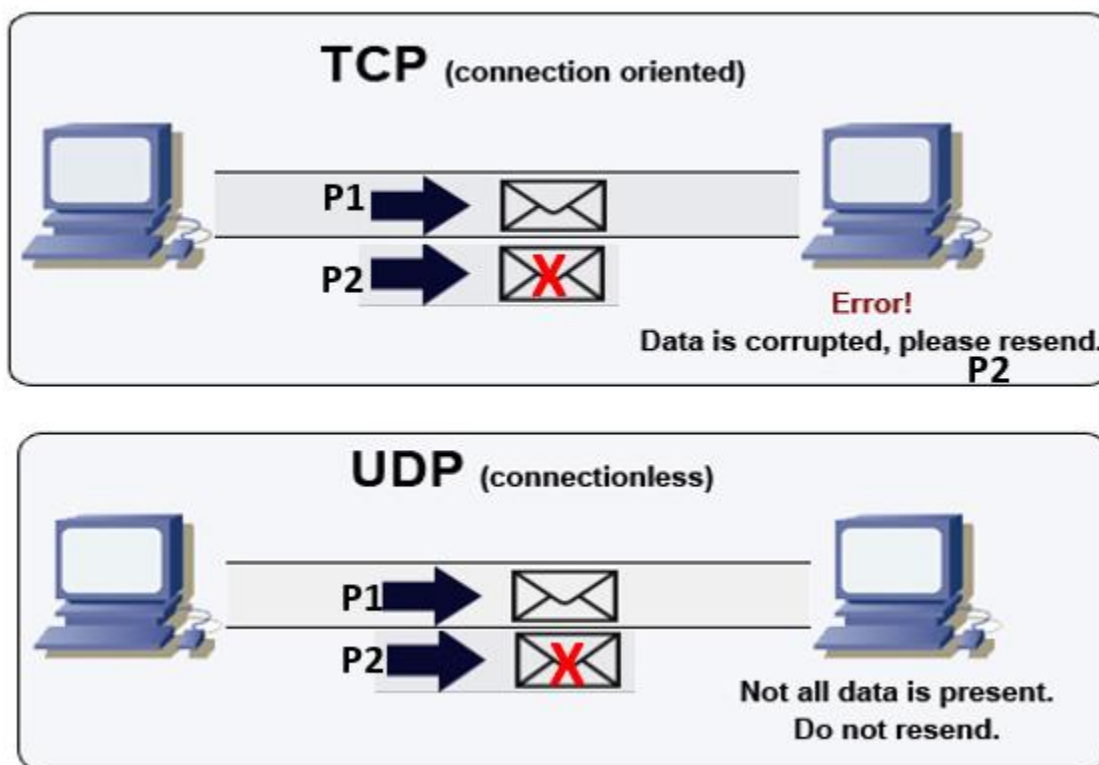 TCP (connection oriented)
P1
P2 X
Error!
Data is corrupted, please resend.
P2
UDP (connectionless)
P1
P2 X
Not all data is present.
Do not resend.